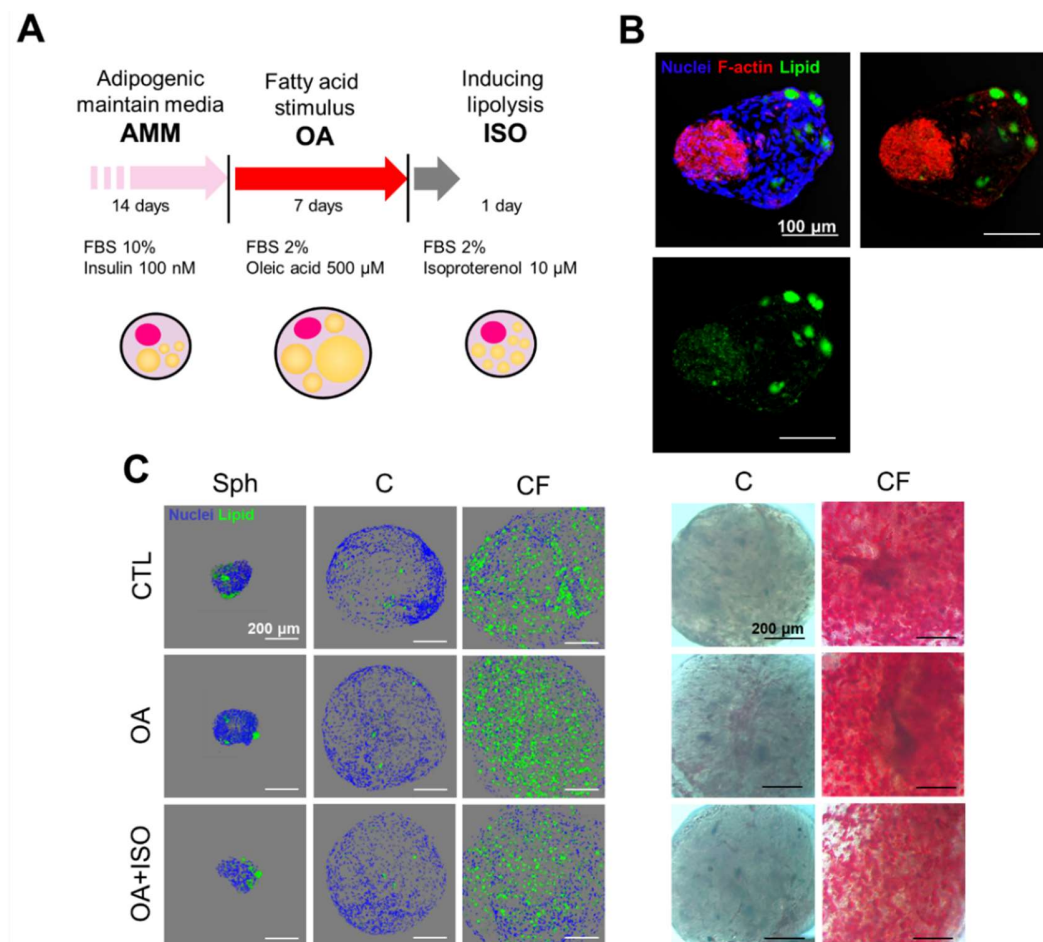 A
Adipogenic
maintain media
AMM
Fatty acid
stimulus
OA
Inducing
lipolysis
ISO
14 days
7 days
1 day
FBS 10%
Insulin 100 nM
FBS 2%
Oleic acid 500 µM
FBS 2%
Isoproterenol 10 µM
B
Nuclei F-actin Lipid
100 µm
C
Sph
C
CF
C
CF
CTL
Nuclei Lipid
200 µm
200 µm
OA
OA+ISO